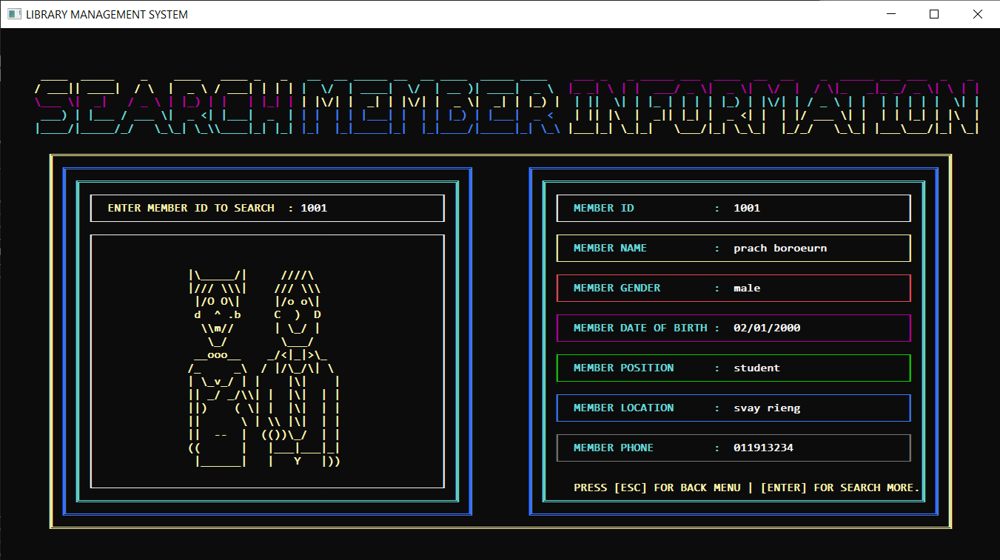 LIBRARY MANAGEMENT SYSTEM
SEARCH MEMBER INFORMATION
ENTER MEMBER ID TO SEARCH : 1001
MEMBER ID : 1001
MEMBER NAME : prach boroeurn
MEMBER GENDER : male
MEMBER DATE OF BIRTH : 02/01/2000
MEMBER POSITION : student
MEMBER LOCATION : svay rieng
MEMBER PHONE : 011913234
PRESS [ESC] FOR BACK MENU | [ENTER] FOR SEARCH MORE.